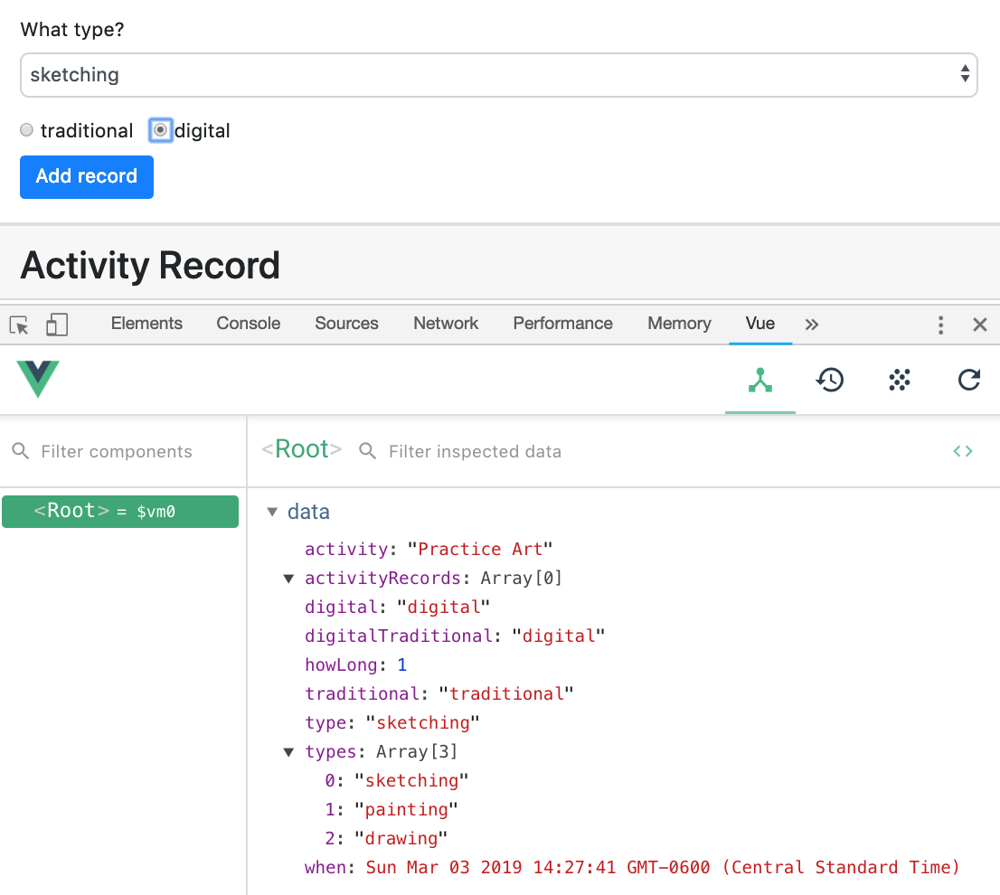 What type?
sketching
traditional digital
Add record
Activity Record
Elements Console Sources Network Performance Memory Vue »
Filter components
<Root> Filter inspected data < >
<Root> = $vm0
▼ data
activity: "Practice Art"
▼ activityRecords: Array[0]
digital: "digital"
digitalTraditional: "digital"
howLong: 1
traditional: "traditional"
type: "sketching"
▼ types: Array[3]
0: "sketching"
1: "painting"
2: "drawing"
when: Sun Mar 03 2019 14:27:41 GMT-0600 (Central Standard Time)